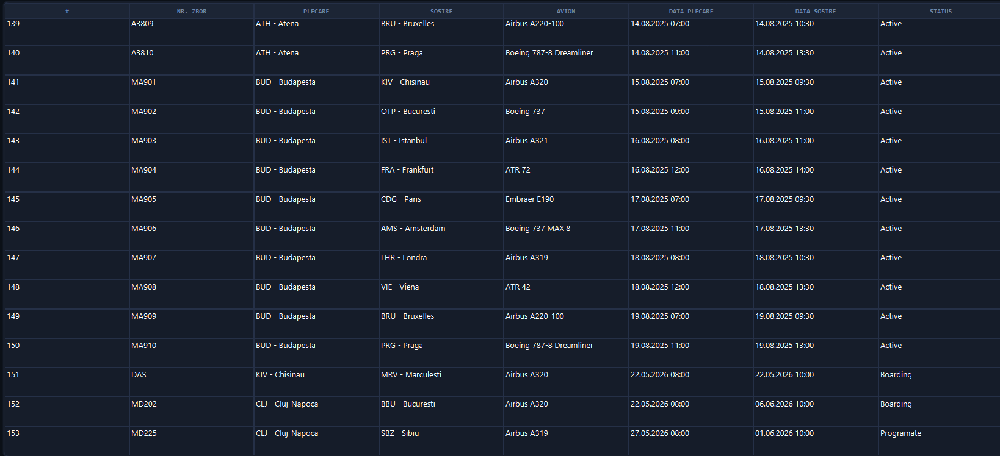 # NR. ZBOR PLECARE SOSIRE AVION DATA PLECARE DATA SOSIRE STATUS
139 A3809 ATH - Atena BRU - Bruxelles Airbus A220-100 14.08.2025 07:00 14.08.2025 10:30 Active
140 A3810 ATH - Atena PRG - Praga Boeing 787-8 Dreamliner 14.08.2025 11:00 14.08.2025 13:30 Active
141 MA901 BUD - Budapesta KIV - Chisinau Airbus A320 15.08.2025 07:00 15.08.2025 09:30 Active
142 MA902 BUD - Budapesta OTP - Bucuresti Boeing 737 15.08.2025 09:00 15.08.2025 11:00 Active
143 MA903 BUD - Budapesta IST - Istanbul Airbus A321 16.08.2025 08:00 16.08.2025 11:00 Active
144 MA904 BUD - Budapesta FRA - Frankfurt ATR 72 16.08.2025 12:00 16.08.2025 14:00 Active
145 MA905 BUD - Budapesta CDG - Paris Embraer E190 17.08.2025 07:00 17.08.2025 09:30 Active
146 MA906 BUD - Budapesta AMS - Amsterdam Boeing 737 MAX 8 17.08.2025 11:00 17.08.2025 13:30 Active
147 MA907 BUD - Budapesta LHR - Londra Airbus A319 18.08.2025 08:00 18.08.2025 10:30 Active
148 MA908 BUD - Budapesta VIE - Viena ATR 42 18.08.2025 12:00 18.08.2025 13:30 Active
149 MA909 BUD - Budapesta BRU - Bruxelles Airbus A220-100 19.08.2025 07:00 19.08.2025 09:30 Active
150 MA910 BUD - Budapesta PRG - Praga Boeing 787-8 Dreamliner 19.08.2025 11:00 19.08.2025 13:00 Active
151 DAS KIV - Chisinau MRV - Marculesti Airbus A320 22.05.2026 08:00 22.05.2026 10:00 Boarding
152 MD202 CLJ - Cluj-Napoca BBU - Bucuresti Airbus A320 22.05.2026 08:00 06.06.2026 10:00 Boarding
153 MD225 CLJ - Cluj-Napoca SBZ - Sibiu Airbus A319 27.05.2026 08:00 01.06.2026 10:00 Programate